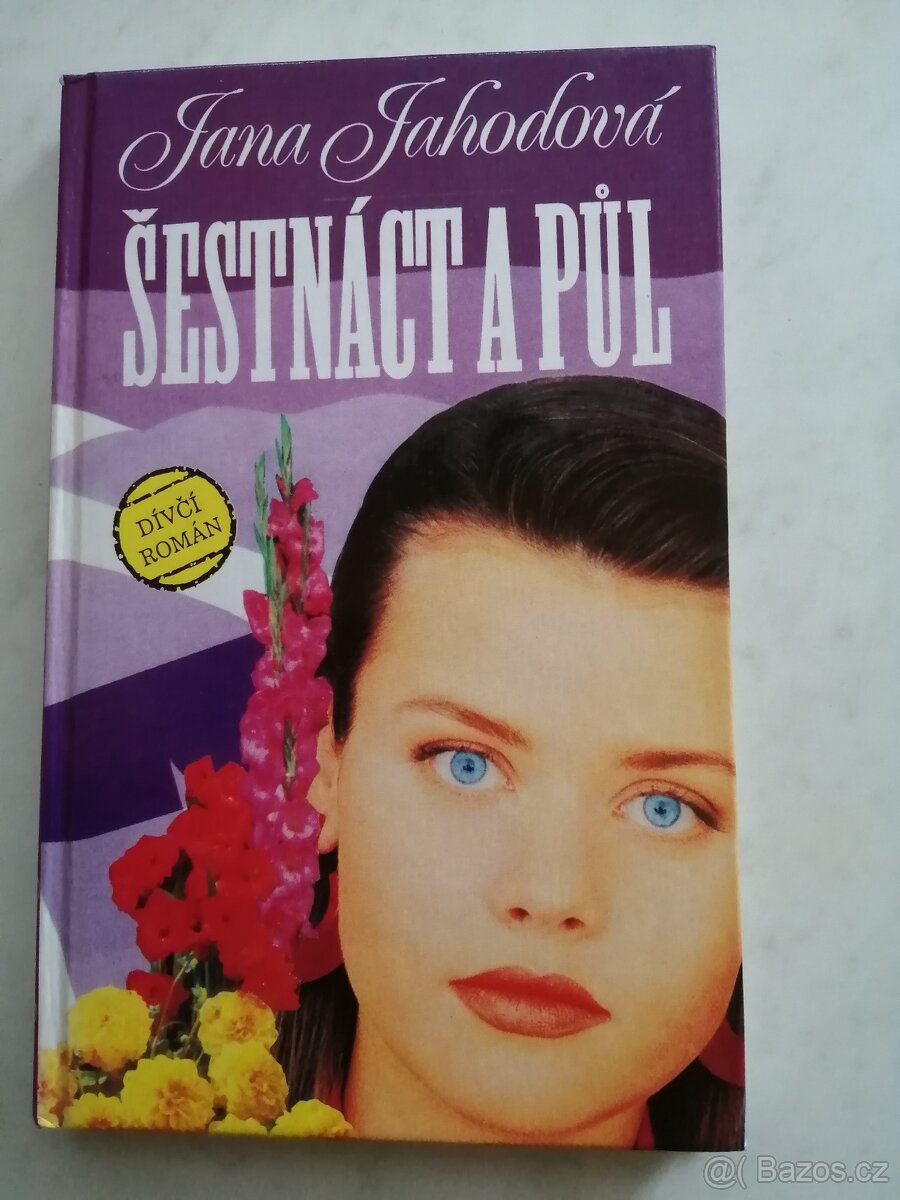 Jana Jahodová
ŠESTNÁCT A PŮL
DÍVČÍ
ROMÁN
@( Bazos.cz